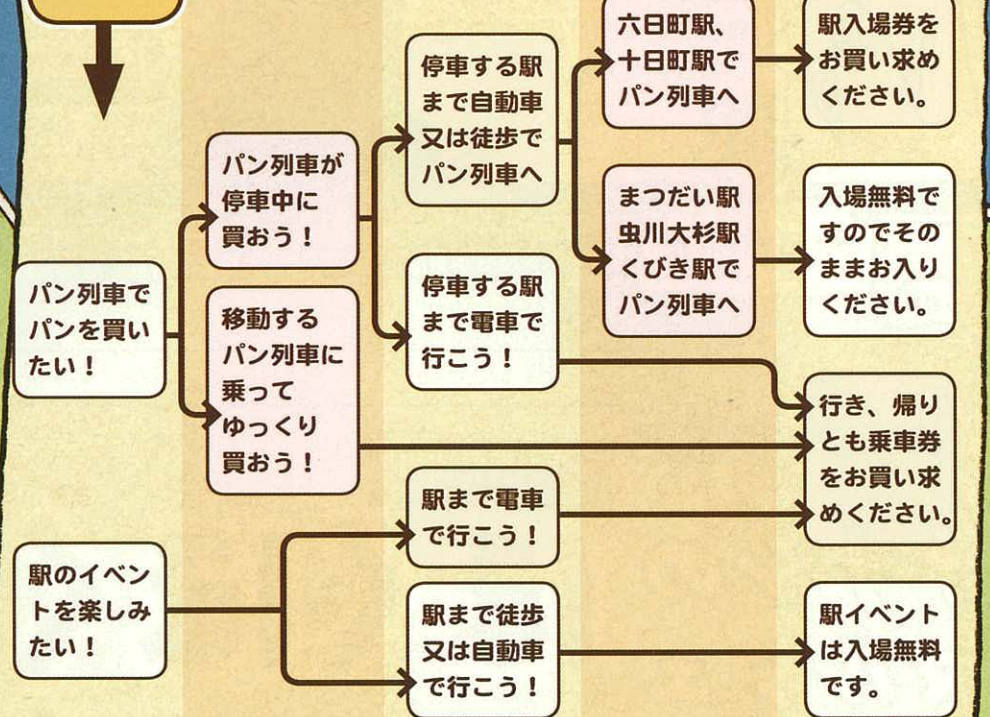 パン列車で
パンを買い
たい！
パン列車が
停車中に
買おう！
移動する
パン列車に
乗って
ゆっくり
買おう！
停車する駅
まで自動車
又は徒歩で
パン列車へ
停車する駅
まで電車で
行こう！
六日町駅、
十日町駅で
パン列車へ
まつだい駅
虫川大杉駅
くびき駅で
パン列車へ
駅入場券を
お買い求め
ください。
入場無料で
すのでその
ままお入り
ください。
行き、帰り
とも乗車券
をお買い求
めください。
駅のイベン
トを楽しみ
たい！
駅まで電車
で行こう！
駅まで徒歩
又は自動車
で行こう！
駅イベント
は入場無料
です。